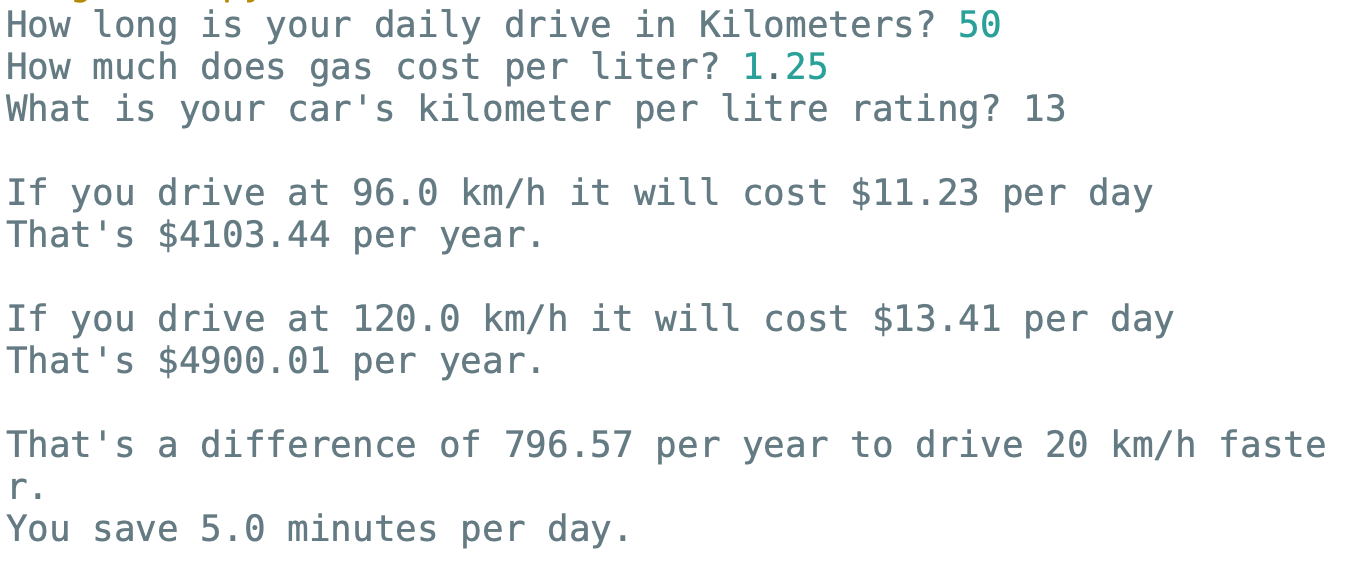 How long is your daily drive in Kilometers? 50
How much does gas cost per liter? 1.25
What is your car's kilometer per litre rating? 13
If you drive at 96.0 km/h it will cost $11.23 per day
That's $4103.44 per year.
If you drive at 120.0 km/h it will cost $13.41 per day
That's $4900.01 per year.
That's a difference of 796.57 per year to drive 20 km/h faste
r.
You save 5.0 minutes per day.